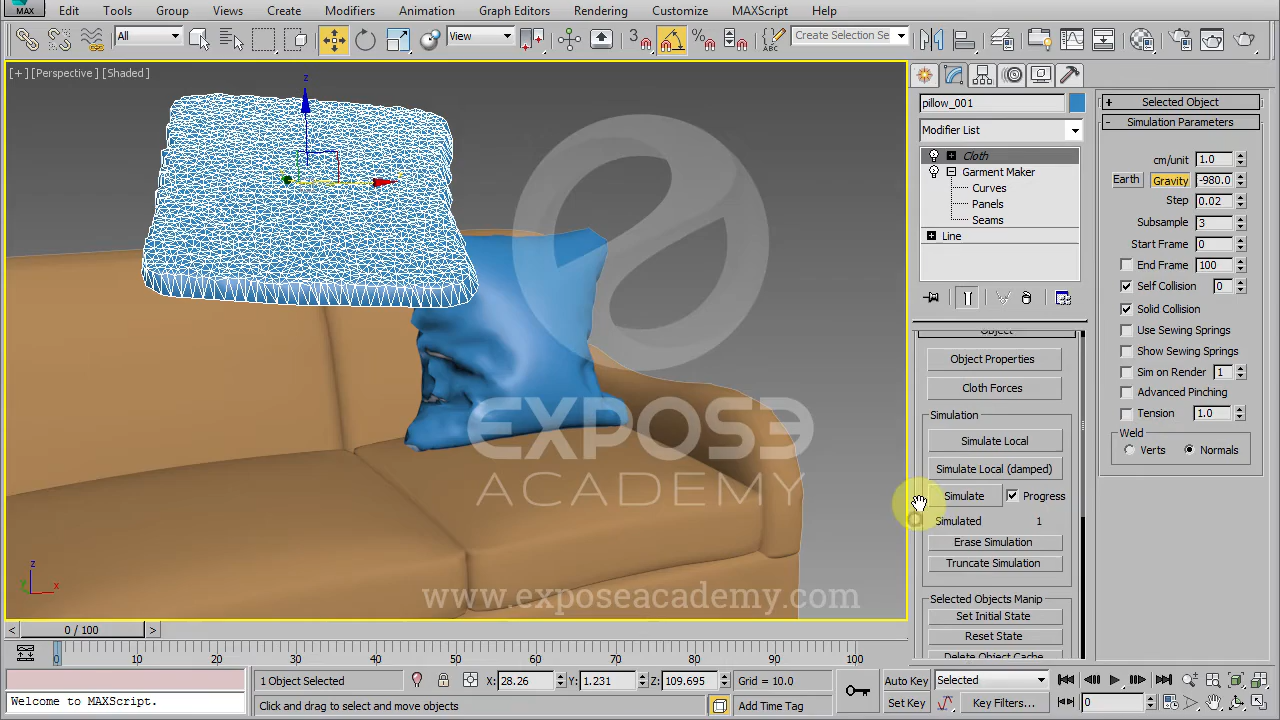 MAX Edit Tools Group Views Create Modifiers Animation Graph Editors Rendering Customize MAXScript Help
All View 3 Create Selection Se
[+][Perspective][Shaded]
z
x
EXPOSE
ACADEMY
www.exposeacademy.com
z
y
x
pillow_001
Modifier List
Cloth
Garment Maker
Curves
Panels
Seams
Line
Object
Object Properties
Cloth Forces
Simulation
Simulate Local
Simulate Local (damped)
Simulate Progress
Simulated 1
Erase Simulation
Truncate Simulation
Selected Objects Manip
Set Initial State
Reset State
Delete Object Cache
+ Selected Object
- Simulation Parameters
cm/unit 1.0
Earth Gravity -980.0
Step 0.02
Subsample 3
Start Frame 0
End Frame 100
Self Collision 0
Solid Collision
Use Sewing Springs
Show Sewing Springs
Sim on Render 1
Advanced Pinching
Tension 1.0
Weld
Verts Normals
< 0 / 100 >
0 10 20 30 40 50 60 70 80 90 100
1 Object Selected X: 28.26 Y: 1.231 Z: 109.695 Grid = 10.0 Auto Key Selected
Welcome to MAXScript. Click and drag to select and move objects Add Time Tag Set Key Key Filters... 0